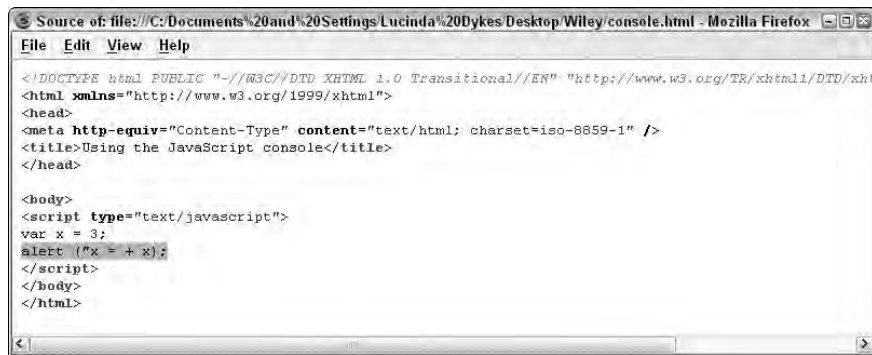 Source of: file:///C:/Documents%20and%20Settings/Lucinda%20Dykes/Desktop/Wiley/console.html - Mozilla Firefox
File Edit View Help
<!DOCTYPE html PUBLIC "-//W3C//DTD XHTML 1.0 Transitional//EN" "http://www.w3.org/TR/xhtml1/DTD/xht
<html xmlns="http://www.w3.org/1999/xhtml">
<head>
<meta http-equiv="Content-Type" content="text/html; charset=iso-8859-1" />
<title>Using the JavaScript console</title>
</head>
<body>
<script type="text/javascript">
var x = 3;
alert ("x = + x);
</script>
</body>
</html>